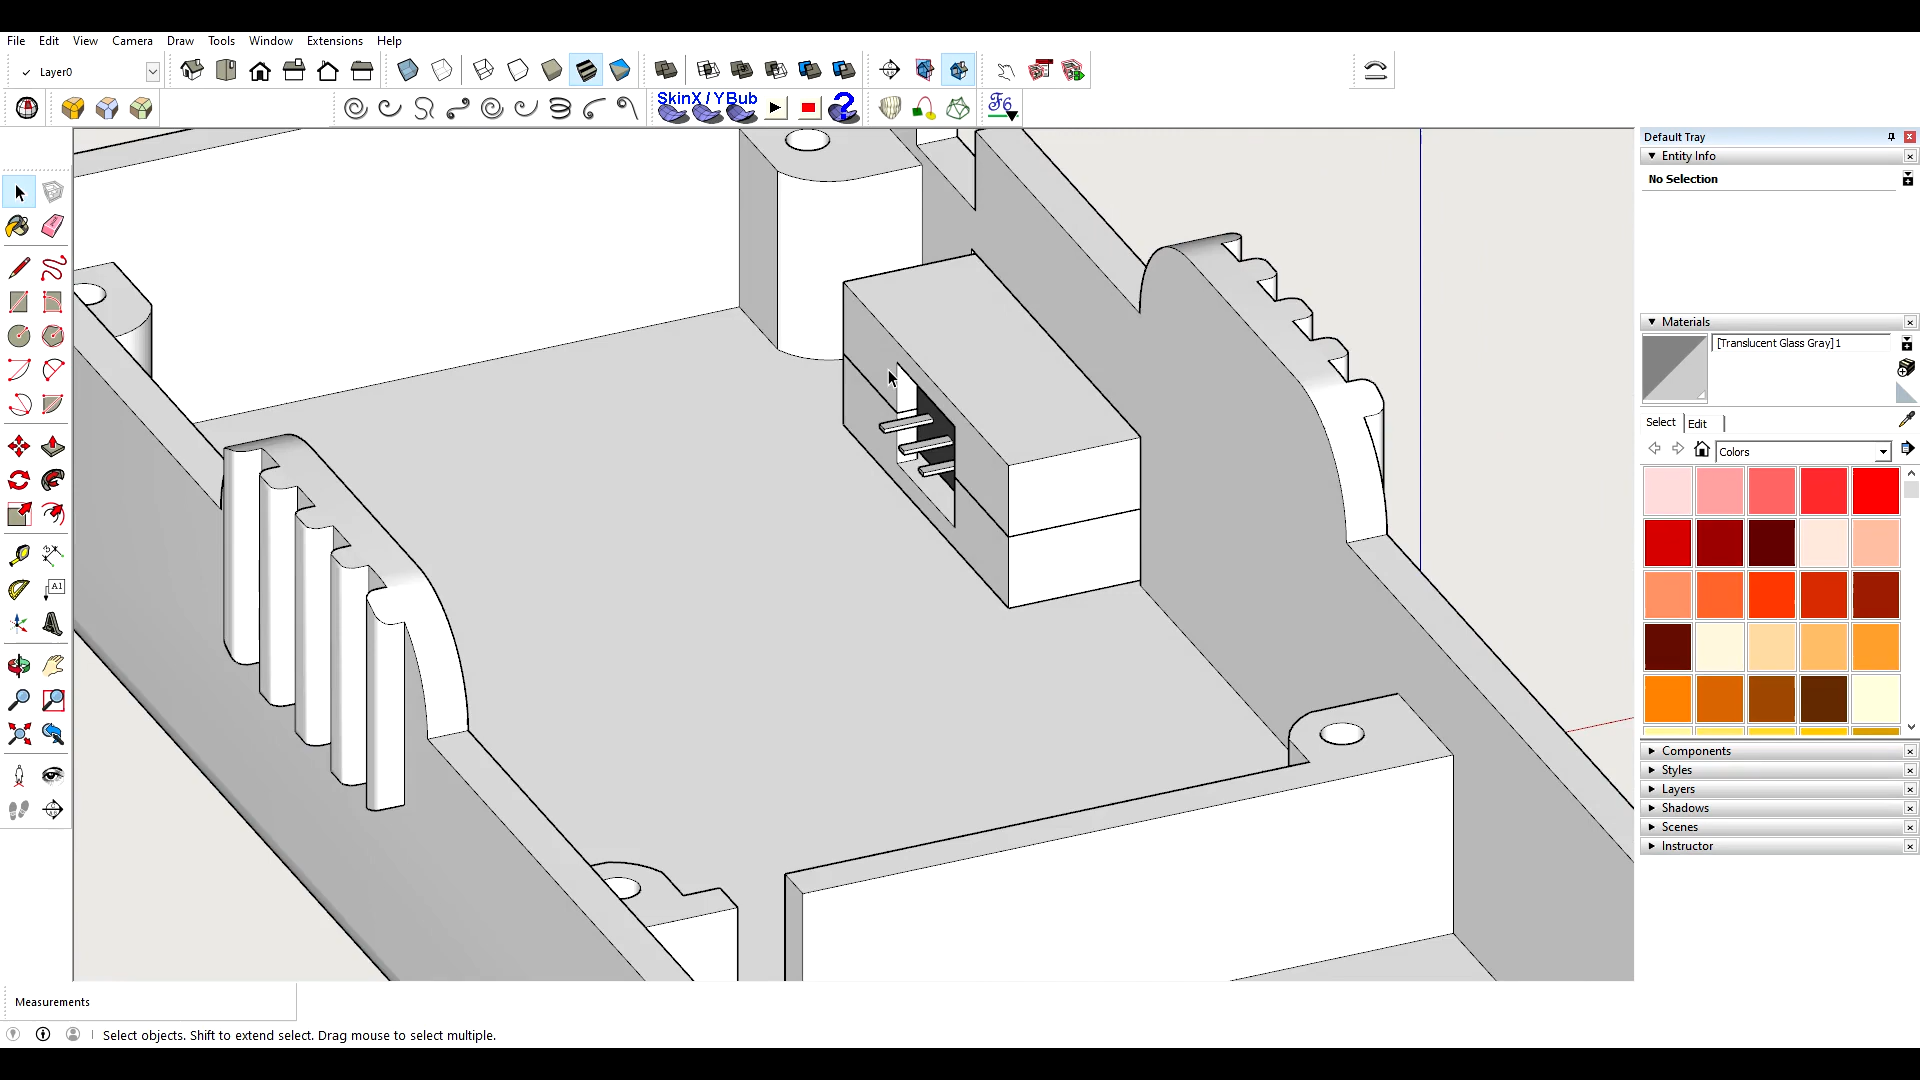 File Edit View Camera Draw Tools Window Extensions Help
Layer0
SkinX / YBub
?
F6
Default Tray
Entity Info
No Selection
Materials
[Translucent Glass Gray]1
Select Edit
Colors
A1
Components
Styles
Layers
Shadows
Scenes
Instructor
Measurements
Select objects. Shift to extend select. Drag mouse to select multiple.